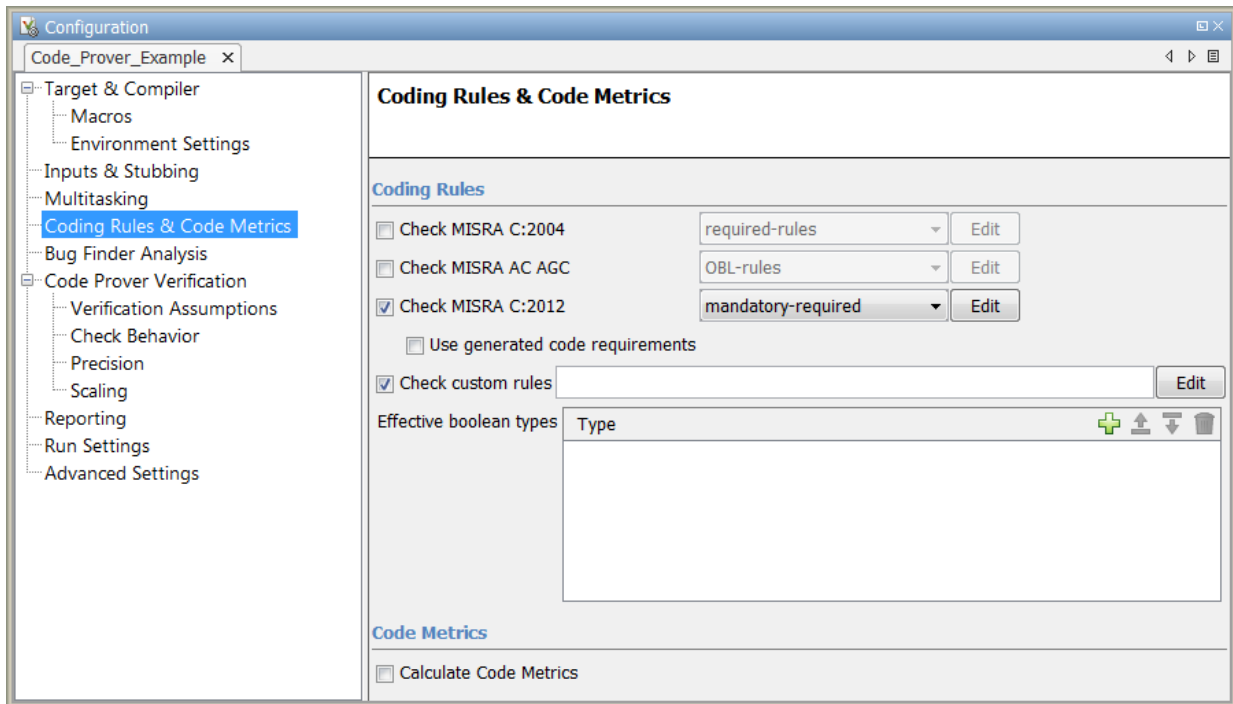 Configuration
Code_Prover_Example
Target & Compiler
Macros
Environment Settings
Inputs & Stubbing
Multitasking
Coding Rules & Code Metrics
Bug Finder Analysis
Code Prover Verification
Verification Assumptions
Check Behavior
Precision
Scaling
Reporting
Run Settings
Advanced Settings
Coding Rules & Code Metrics
Coding Rules
Check MISRA C:2004 required-rules Edit
Check MISRA AC AGC OBL-rules Edit
Check MISRA C:2012 mandatory-required Edit
Use generated code requirements
Check custom rules Edit
Effective boolean types Type
Code Metrics
Calculate Code Metrics